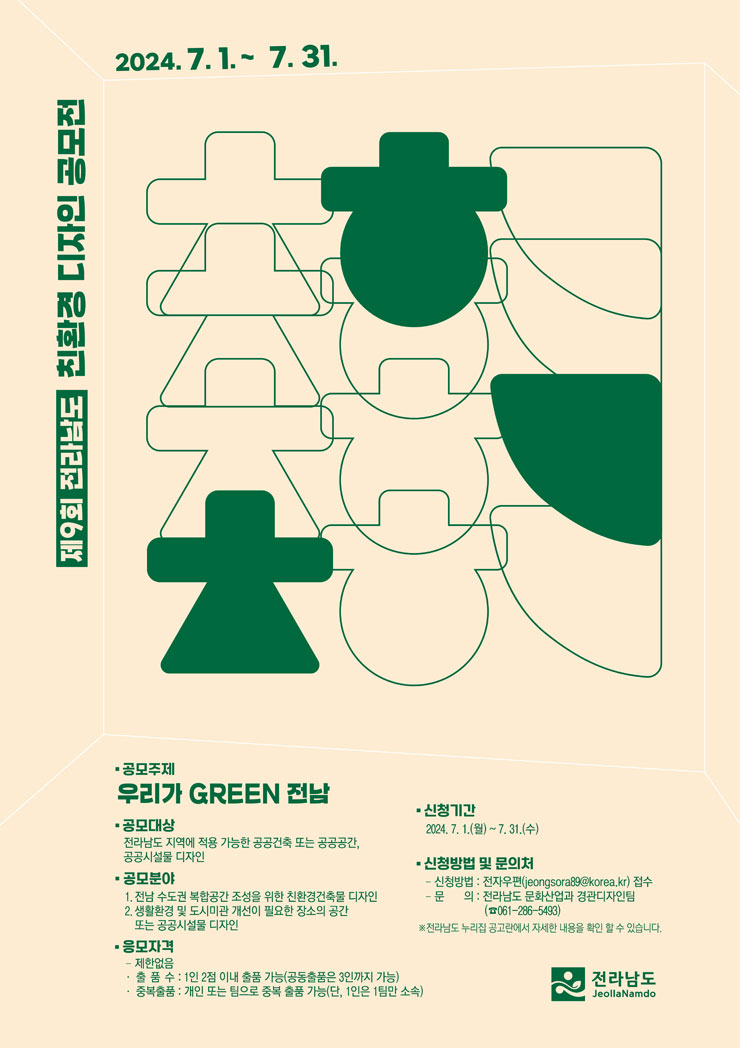 2024. 7. 1. ~ 7. 31.
제9회 전라남도 친환경 디자인 공모전
▪ 공모주제
우리가 GREEN 전남
▪ 공모대상
전라남도 지역에 적용 가능한 공공건축 또는 공공공간,
공공시설물 디자인
▪ 공모분야
1. 전남 수도권 복합공간 조성을 위한 친환경건축물 디자인
2. 생활환경 및 도시미관 개선이 필요한 장소의 공간
또는 공공시설물 디자인
▪ 응모자격
– 제한없음
· 출 품 수 : 1인 2점 이내 출품 가능(공동출품은 3인까지 가능)
· 중복출품 : 개인 또는 팀으로 중복 출품 가능(단, 1인은 1팀만 소속)
▪ 신청기간
2024. 7. 1.(월) ~ 7. 31.(수)
▪ 신청방법 및 문의처
– 신청방법 : 전자우편(jeongsora89@korea.kr) 접수
– 문 의 : 전라남도 문화산업과 경관디자인팀
(☎061-286-5493)
※전라남도 누리집 공고란에서 자세한 내용을 확인 할 수 있습니다.
전라남도
JeollaNamdo